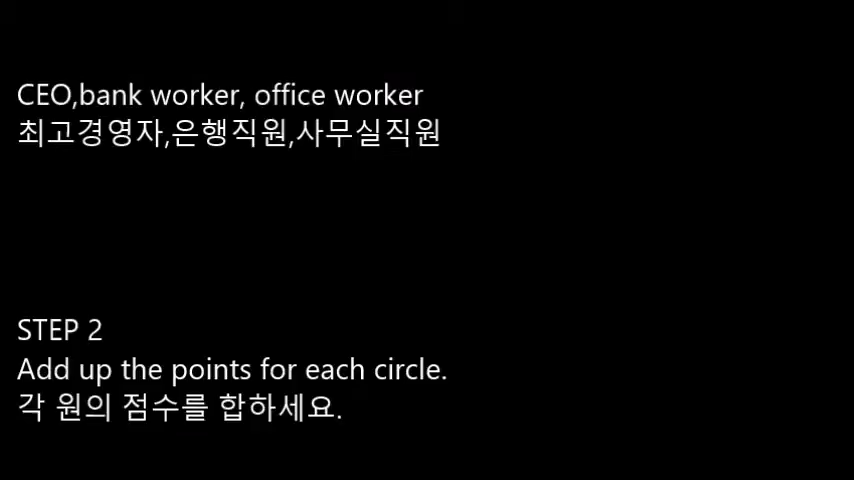 CEO,bank worker, office worker
최고경영자,은행직원,사무실직원
STEP 2
Add up the points for each circle.
각 원의 점수를 합하세요.